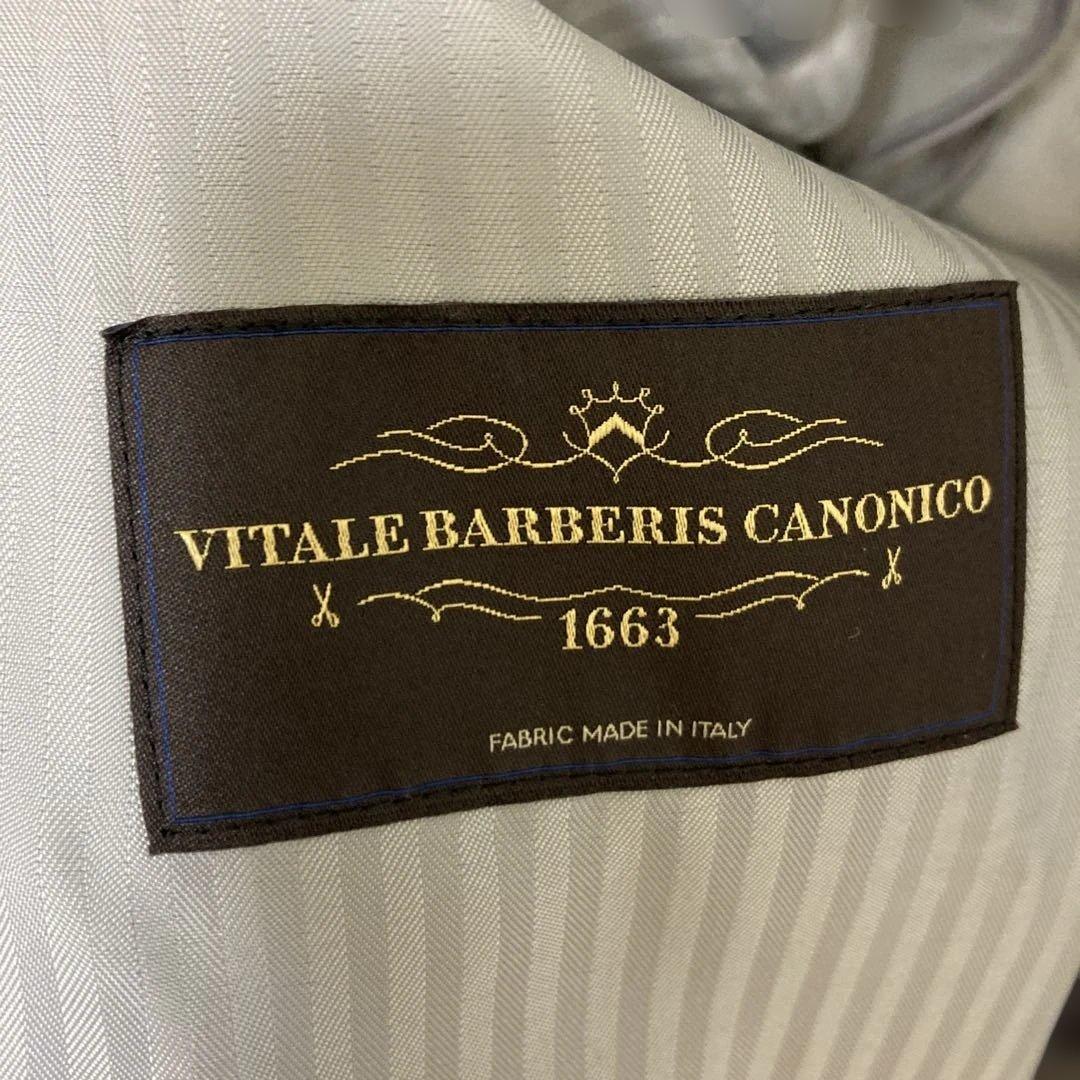 VITALE BARBERIS CANONICO
1663
FABRIC MADE IN ITALY